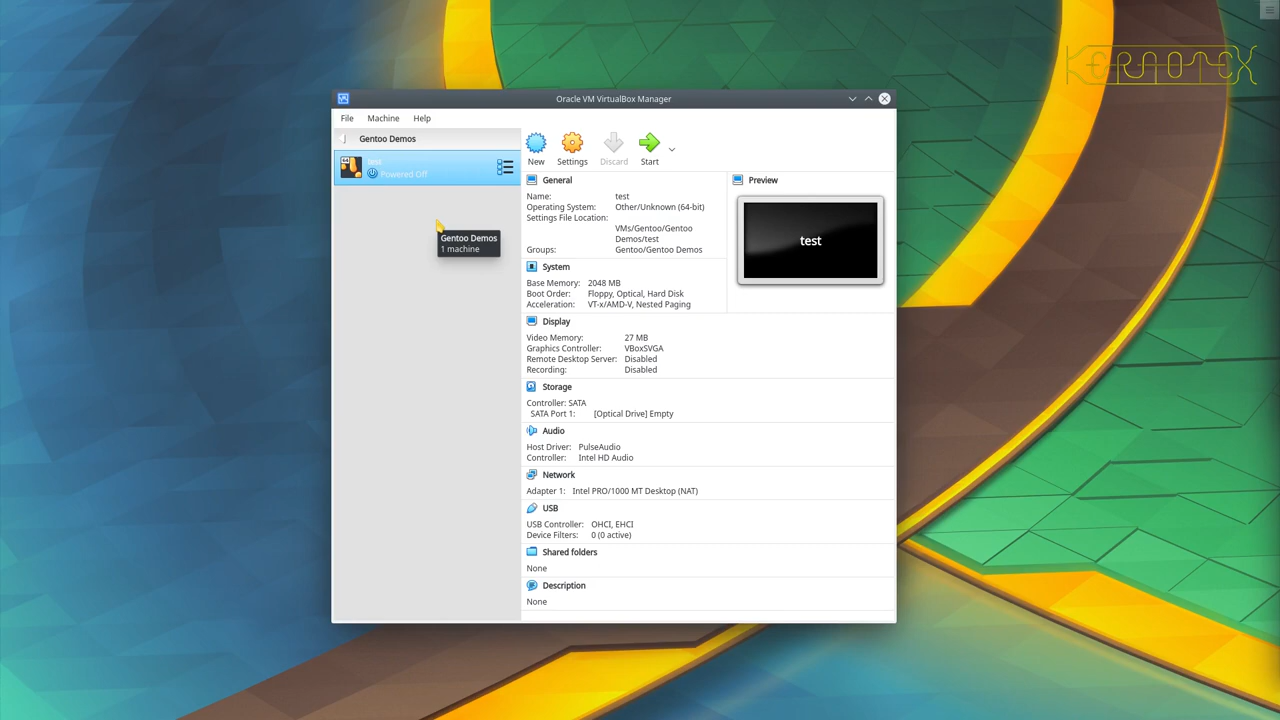 KERAOTEX
Oracle VM VirtualBox Manager
File Machine Help
Gentoo Demos
test
Powered Off
Gentoo Demos
1 machine
New Settings Discard Start
General
Name: test
Operating System: Other/Unknown (64-bit)
Settings File Location:
VMs/Gentoo/Gentoo
Demos/test
Groups: Gentoo/Gentoo Demos
Preview
test
System
Base Memory: 2048 MB
Boot Order: Floppy, Optical, Hard Disk
Acceleration: VT-x/AMD-V, Nested Paging
Display
Video Memory: 27 MB
Graphics Controller: VBoxSVGA
Remote Desktop Server: Disabled
Recording: Disabled
Storage
Controller: SATA
SATA Port 1: [Optical Drive] Empty
Audio
Host Driver: PulseAudio
Controller: Intel HD Audio
Network
Adapter 1: Intel PRO/1000 MT Desktop (NAT)
USB
USB Controller: OHCI, EHCI
Device Filters: 0 (0 active)
Shared folders
None
Description
None